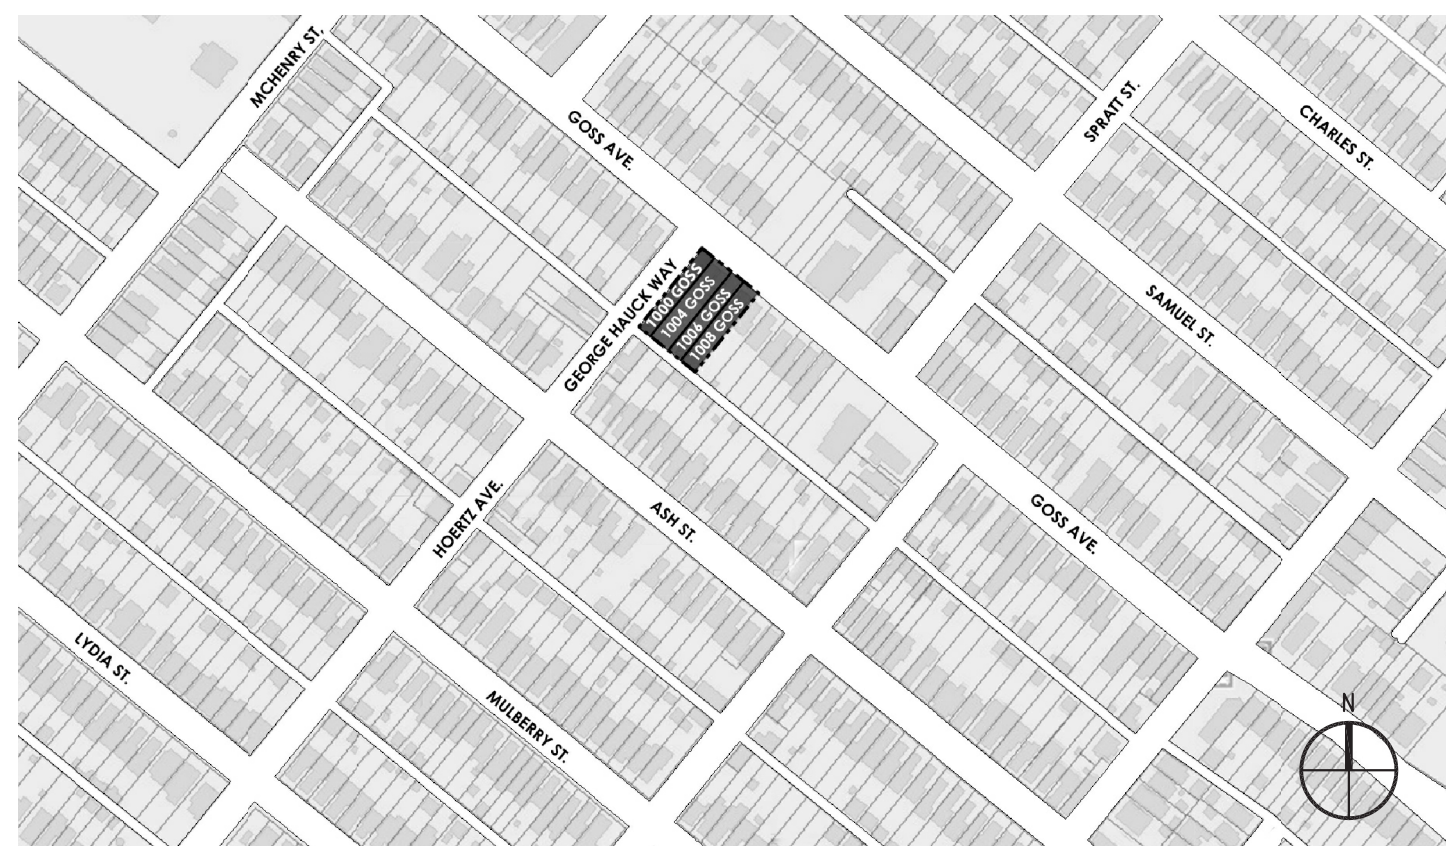 MCHENRY ST,
GOSS AVE.
SPRATT ST.
CHARLES ST.
GEORGE HAUCK WAY
1000 GOSS
1004 GOSS
1006 GOSS
1008 GOSS
SAMUEL ST.
HOERTZ AVE.
ASH ST.
GOSS AVE.
LYDIA ST.
MULBERRY ST.
N